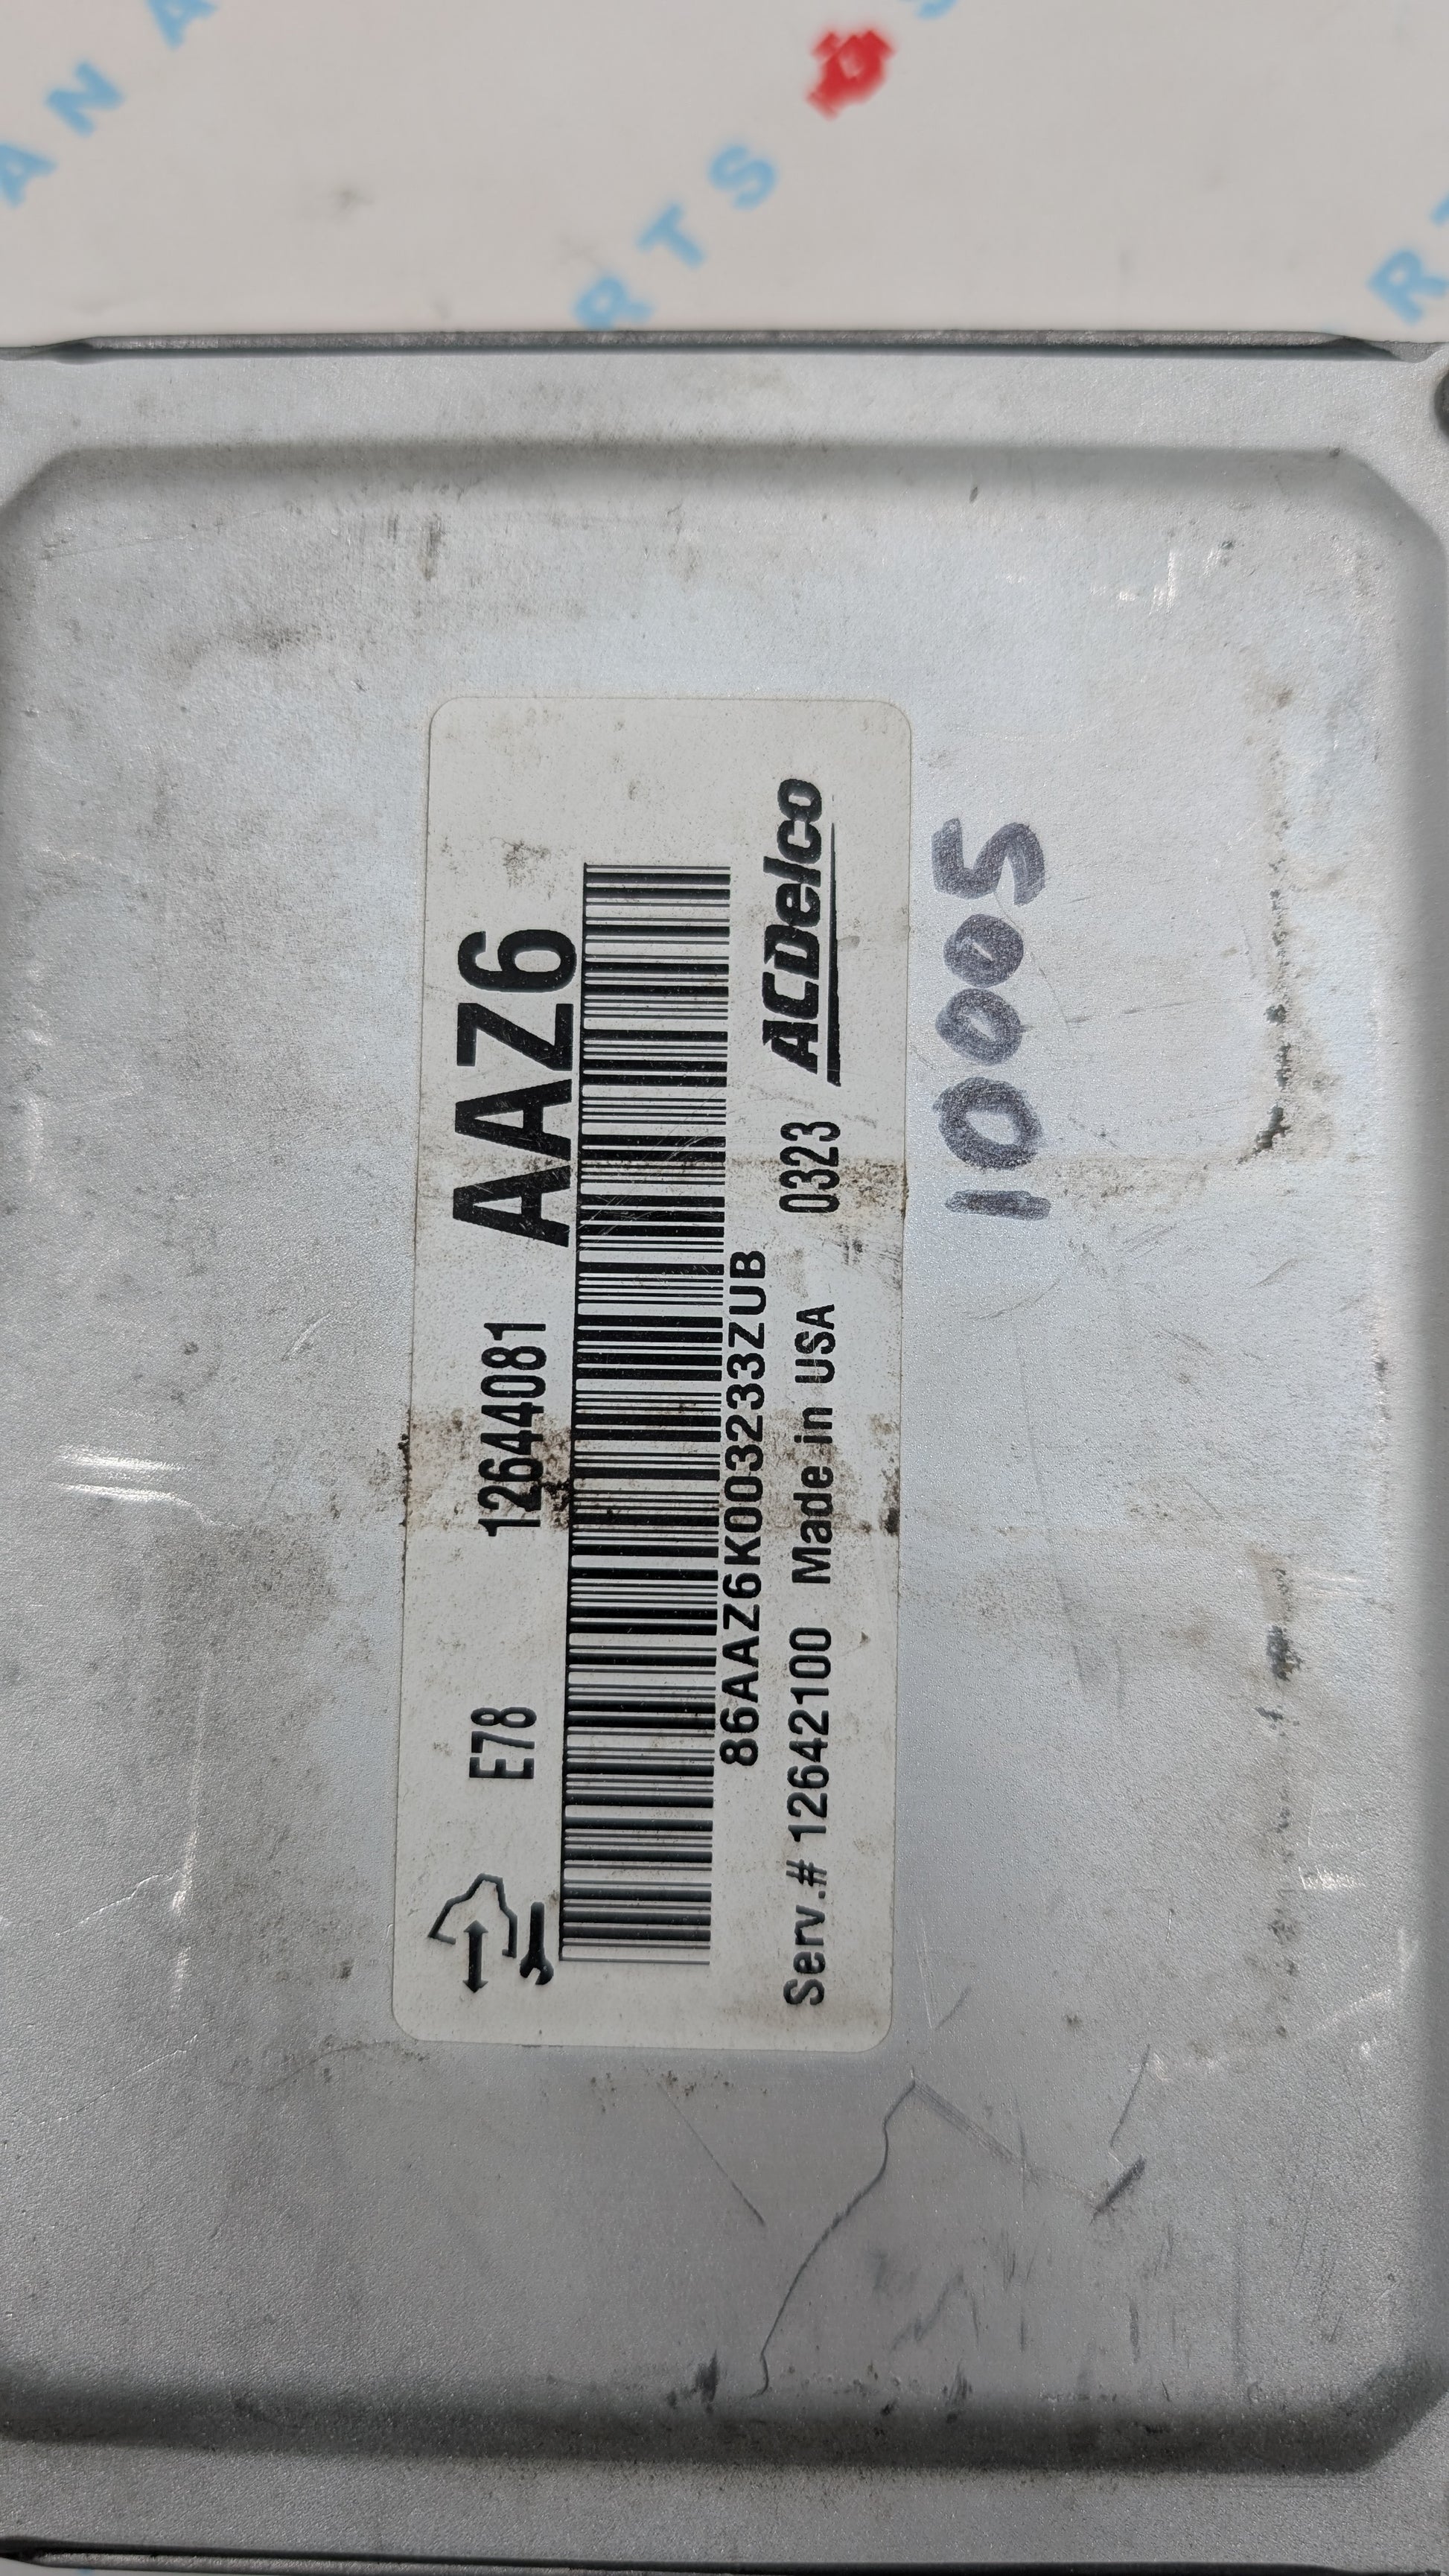 E78 12644081 AAZ6
86AAZ6K003233ZUB
Serv.# 12642100 Made in USA 0323 ACDelco
10005